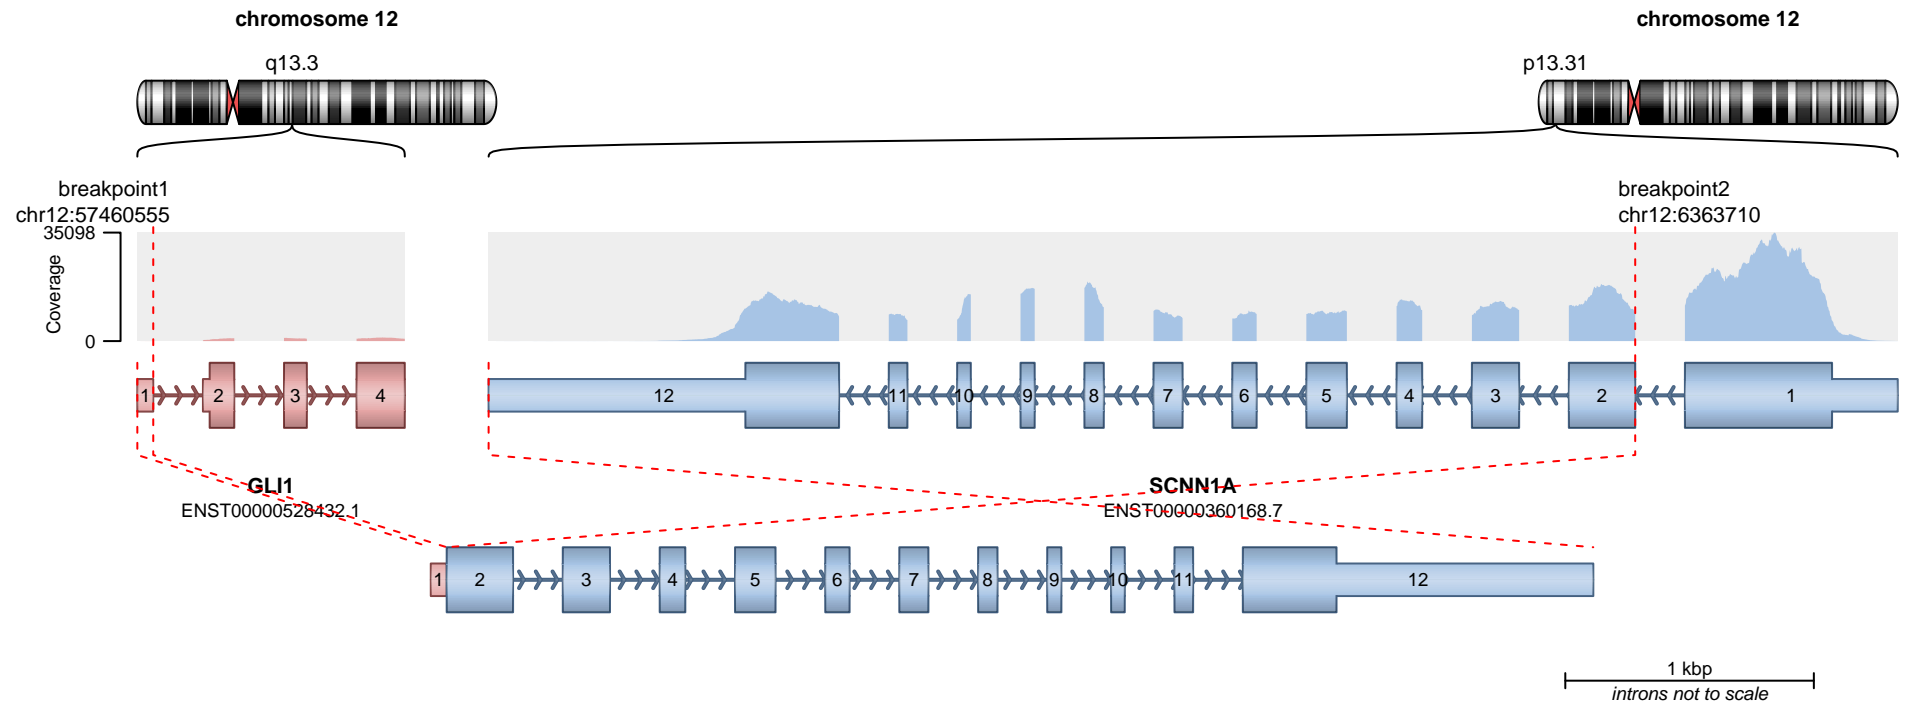 chromosome 12
chromosome 12
q13.3
p13.31
breakpoint1
chr12:57460555
breakpoint2
chr12:6363710
35098
Coverage
0
1 2 3 4
12 11 10 9 8 7 6 5 4 3 2 1
GLI1
ENST00000528432.1
SCNN1A
ENST00000360168.7
1 2 3 4 5 6 7 8 9 10 11 12
1 kbp
introns not to scale